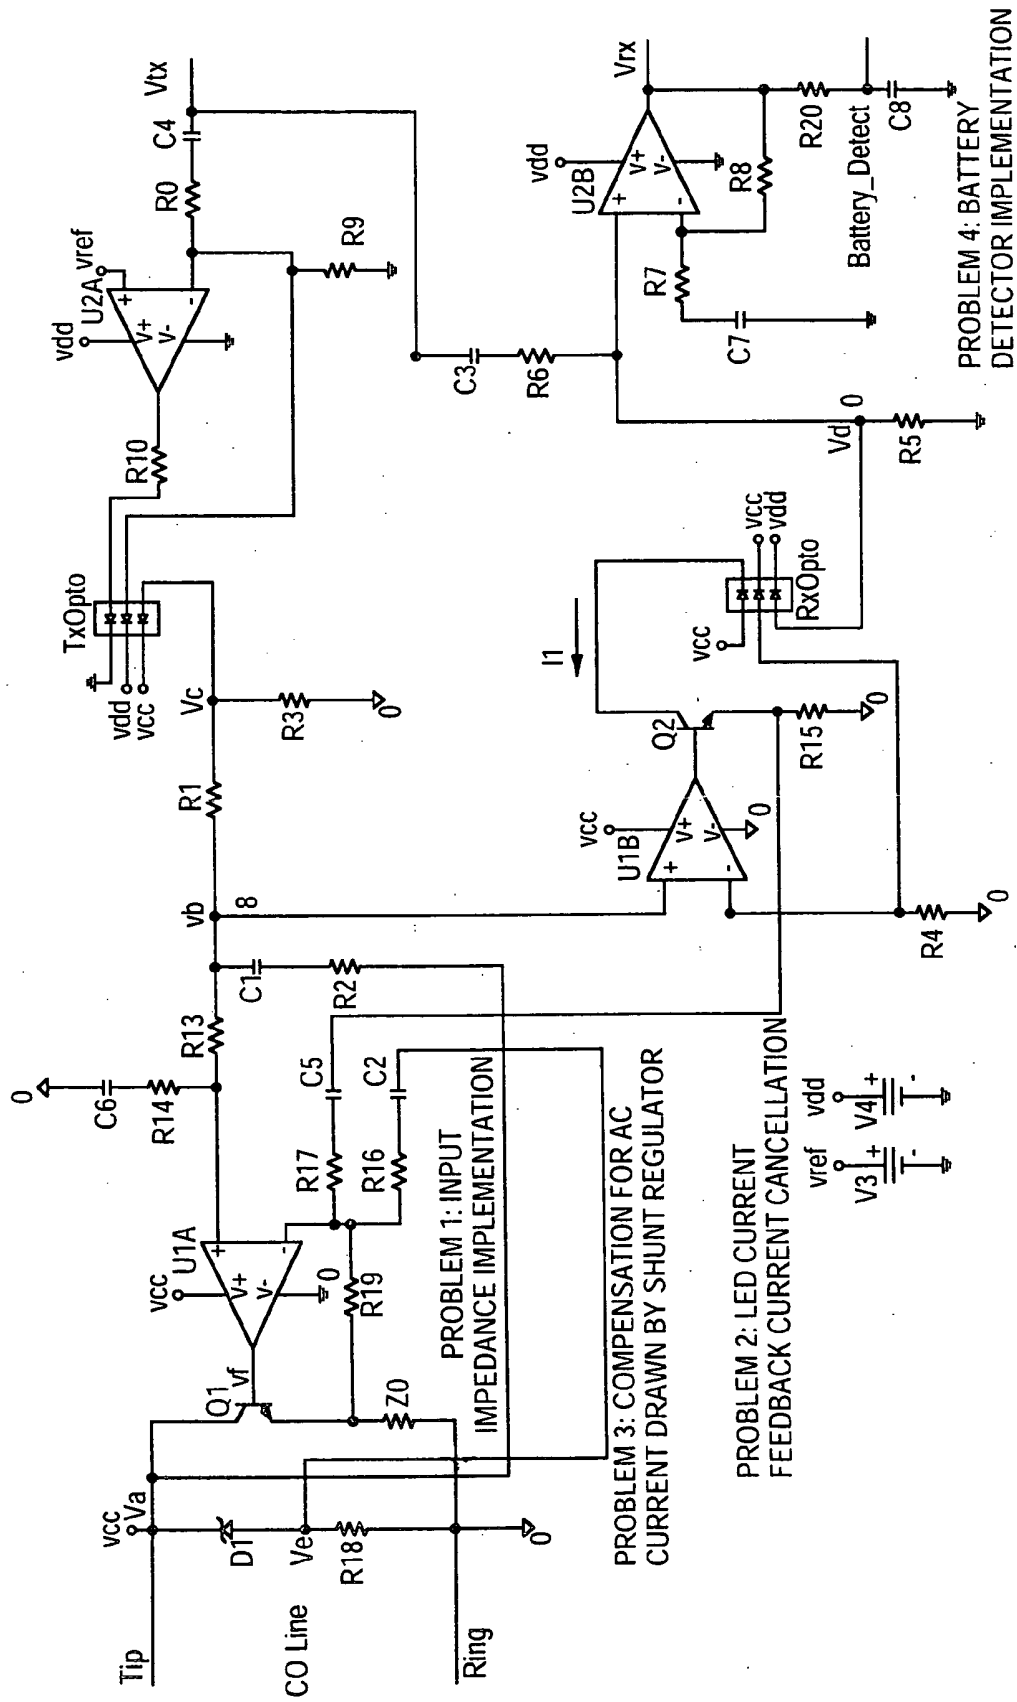 Tip
CO Line
Ring
vcc
Va
D1
Ve
R18
0
Q1
vf
Z0
R19
0
vcc
U1A
V+
V-
+
-
0
C6
R14
R13
R17
C5
R16
C2
C1
R2
PROBLEM 1: INPUT
IMPEDANCE IMPLEMENTATION
PROBLEM 3: COMPENSATION FOR AC
CURRENT DRAWN BY SHUNT REGULATOR
PROBLEM 2: LED CURRENT
FEEDBACK CURRENT CANCELLATION
vref
V3
+
-
vdd
V4
+
-
vb
8
R1
Vc
R3
0
vdd
vcc
TxOpto
R10
vdd
U2A
vref
V+
V-
+
-
R9
R0
C4
Vtx
vcc
U1B
V+
V-
+
-
0
R4
0
Q2
R15
0
I1
vcc
RxOpto
vcc
vdd
Vd
0
R5
C3
R6
C7
R7
R8
vdd
U2B
V+
V-
+
-
Vrx
R20
Battery_Detect
C8
PROBLEM 4: BATTERY
DETECTOR IMPLEMENTATION